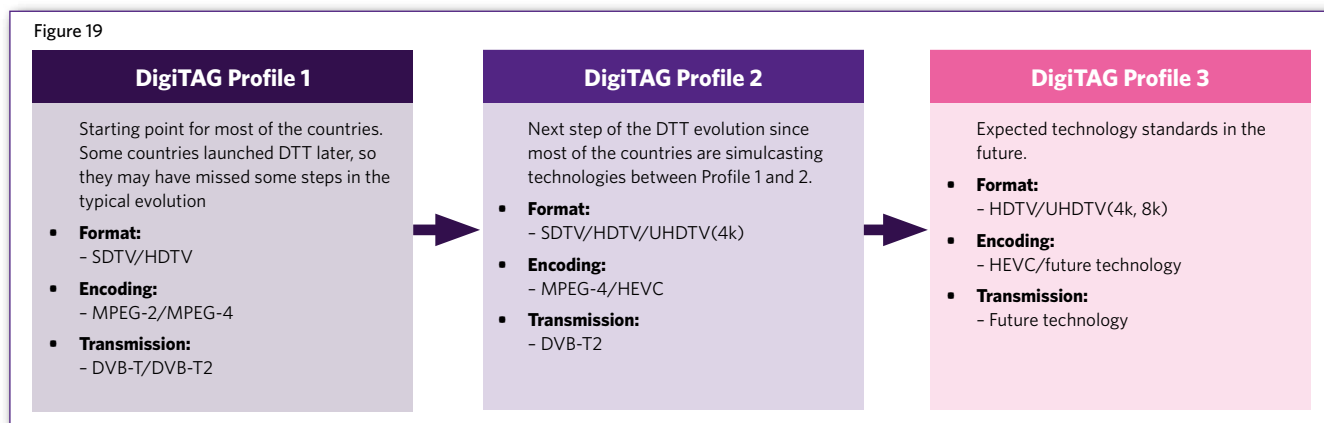 Figure 19
DigiTAG Profile 1
Starting point for most of the countries.
Some countries launched DTT later, so
they may have missed some steps in the
typical evolution
• Format:
– SDTV/HDTV
• Encoding:
– MPEG-2/MPEG-4
• Transmission:
– DVB-T/DVB-T2
DigiTAG Profile 2
Next step of the DTT evolution since
most of the countries are simulcasting
technologies between Profile 1 and 2.
• Format:
– SDTV/HDTV/UHDTV(4k)
• Encoding:
– MPEG-4/HEVC
• Transmission:
– DVB-T2
DigiTAG Profile 3
Expected technology standards in the
future.
• Format:
– HDTV/UHDTV(4k, 8k)
• Encoding:
– HEVC/future technology
• Transmission:
– Future technology